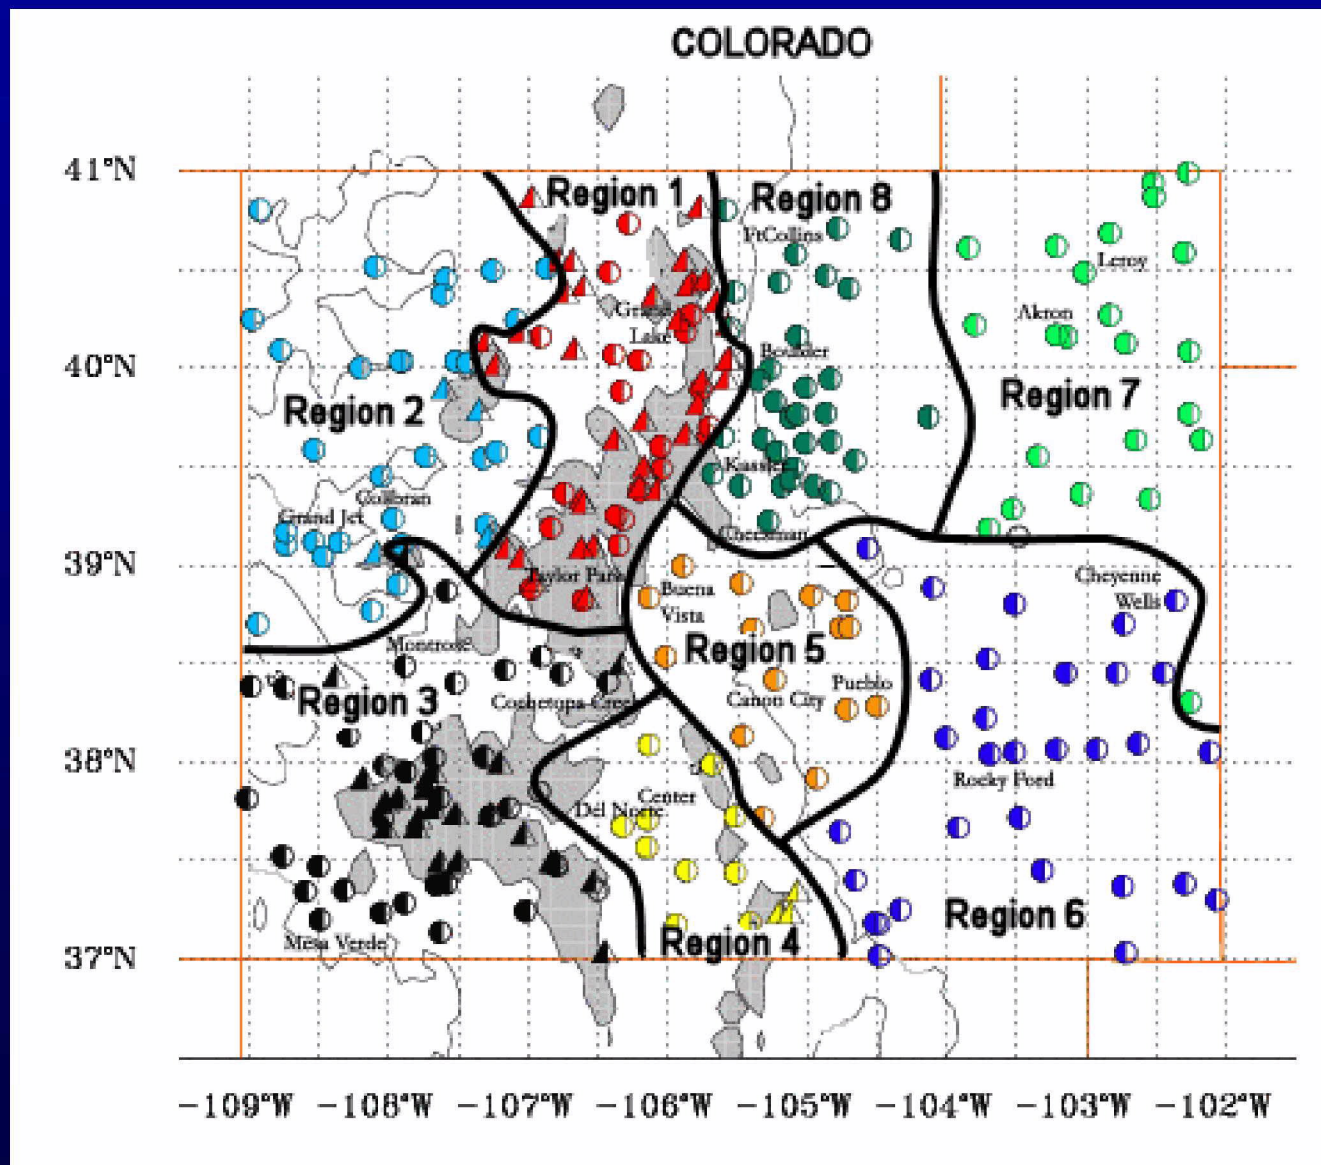 COLORADO
41°N
Region 1
Region 8
FtCollins
Leroy
Grand
Lake
Akron
Boulder
40°N
Region 7
Region 2
Kassler
Collbran
Grand Jct
Cheesman
39°N
Taylor Park
Cheyenne
Wells
Buena
Vista
Montrose
Region 5
Pueblo
Region 3
Cochetopa Creek
Canon City
38°N
Rocky Ford
Center
Del Norte
Region 6
Mesa Verde
Region 4
37°N
-109°W -108°W -107°W -106°W -105°W -104°W -103°W -102°W